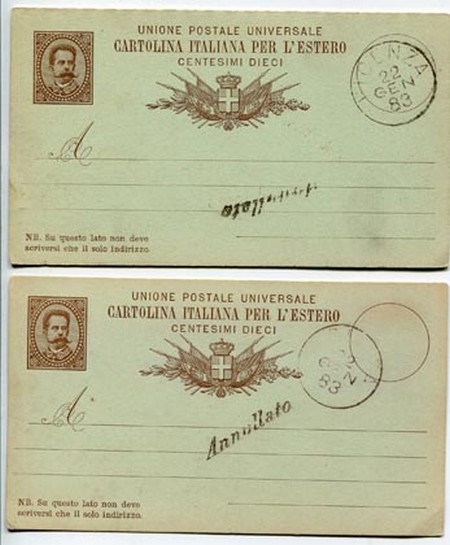 UNIONE POSTALE UNIVERSALE
CARTOLINA ITALIANA PER L'ESTERO
CENTESIMI DIECI
22
GEN
83
A
Annullato
NB. Su questo lato non deve
scriversi che il solo indirizzo.
UNIONE POSTALE UNIVERSALE
CARTOLINA ITALIANA PER L'ESTERO
CENTESIMI DIECI
GEN
83
A
Annullato
NB. Su questo lato non deve
scriversi che il solo indirizzo.